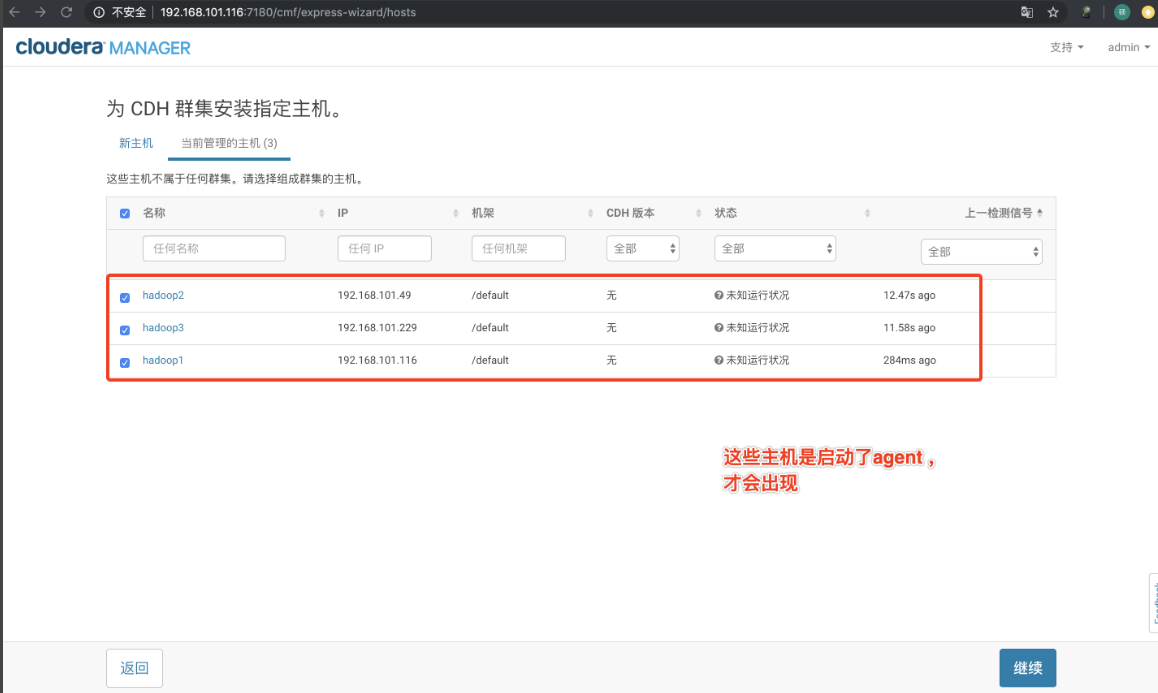 不安全 192.168.101.116:7180/cmf/express-wizard/hosts
cloudera MANAGER 支持 admin
为 CDH 群集安装指定主机。
新主机 当前管理的主机 (3)
这些主机不属于任何群集。请选择组成群集的主机。
名称 IP 机架 CDH 版本 状态 上一检测信号
任何名称 任何 IP 任何机架 全部 全部 全部
hadoop2 192.168.101.49 /default 无 未知运行状况 12.47s ago
hadoop3 192.168.101.229 /default 无 未知运行状况 11.58s ago
hadoop1 192.168.101.116 /default 无 未知运行状况 284ms ago
这些主机是启动了agent，
才会出现
返回 继续